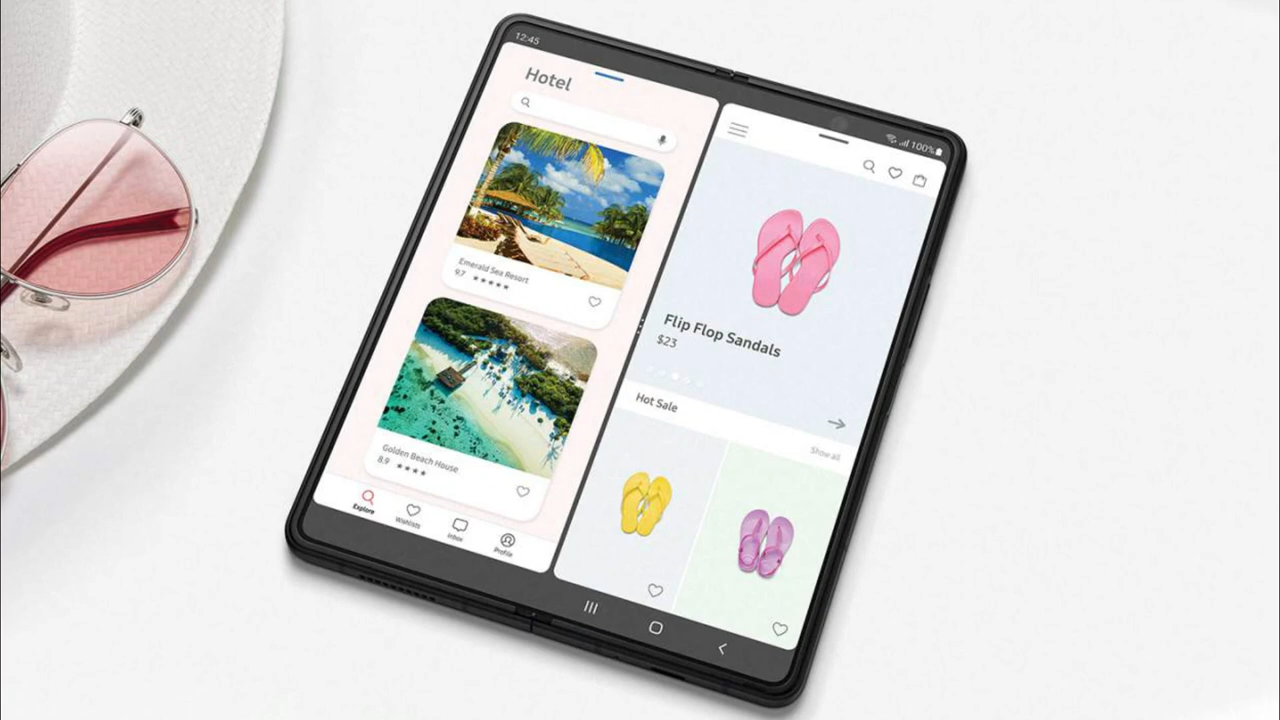 12:45
Hotel
Emerald Sea Resort
9.7 ★★★★★
Golden Beach House
8.9 ★★★★
Explore
Wishlists
Inbox
Profile
100%
Flip Flop Sandals
$23
Hot Sale
Show all